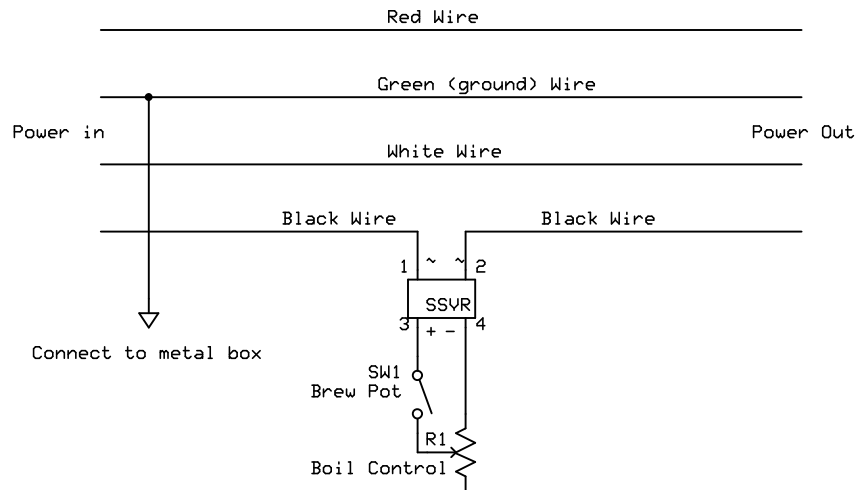 Red Wire
Green (ground) Wire
Power in
Power Out
White Wire
Black Wire
Black Wire
1 ~ ~ 2
SSVR
3 + - 4
Connect to metal box
SW1
Brew Pot
R1
Boil Control